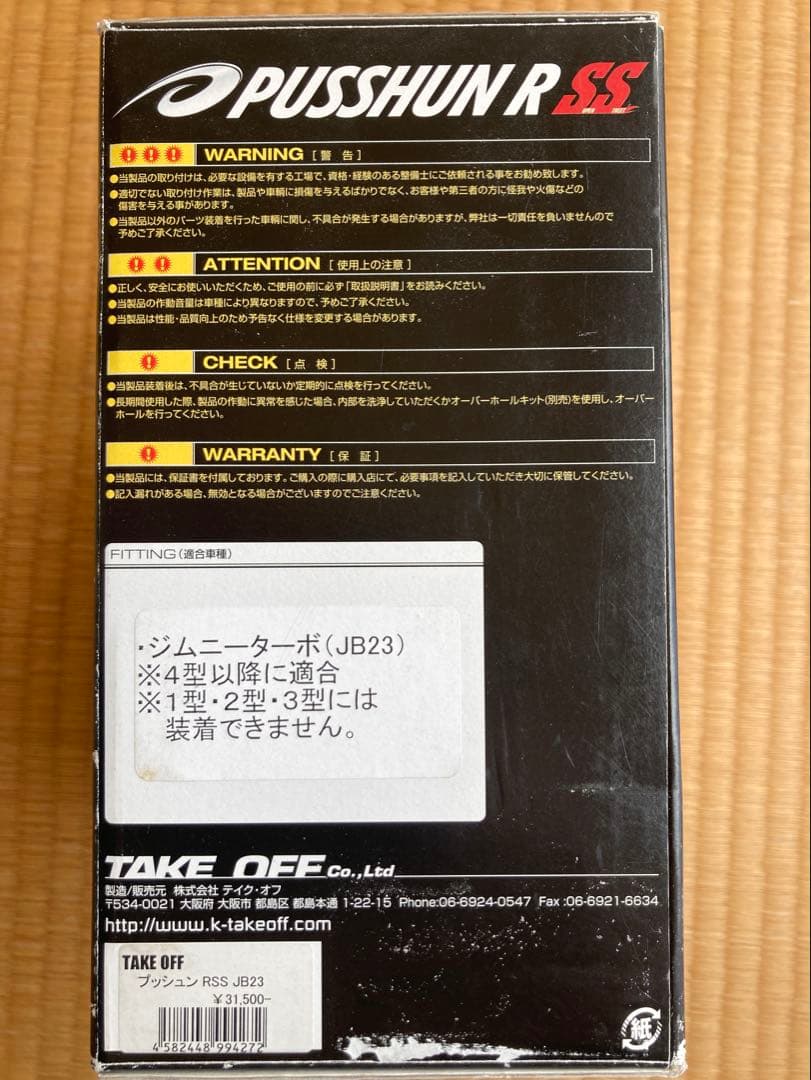 PUSSHUN R SS
WARNING [警告]
●当製品の取り付けは、必要な設備を有する工場で、資格・経験のある整備士にご依頼される事をお勧め致します。
●適切でない取り付け作業は、製品や車輌に損傷を与えるばかりでなく、お客様や第三者の方に怪我や火傷などの
傷害を与える事があります。
●当製品以外のパーツ装着を行った車輌に関し、不具合が発生する場合がありますが、弊社は一切責任を負いませんので
予めご了承ください。
ATTENTION [使用上の注意]
●正しく、安全にお使いいただくため、ご使用の前に必ず「取扱説明書」をお読みください。
●当製品の作動音量は車種により異なりますので、予めご了承ください。
●当製品は性能・品質向上のため予告なく仕様を変更する場合があります。
CHECK [点検]
●当製品装着後は、不具合が生じていないか定期的に点検を行ってください。
●長期間使用した際、製品の作動に異常を感じた場合、内部を洗浄していただくかオーバーホールキット(別売)を使用し、オーバー
ホールを行ってください。
WARRANTY [保証]
●当製品には、保証書を付属しております。ご購入の際に購入店にて、必要事項を記入していただき大切に保管してください。
●記入漏れがある場合、無効となる場合がございますのでご注意ください。
FITTING(適合車種)
・ジムニーターボ(JB23)
※4型以降に適合
※1型・2型・3型には
装着できません。
TAKE OFF Co.,Ltd
製造/販売元 株式会社 テイク・オフ
〒534-0021 大阪府 大阪市 都島区 都島本通 1-22-15 Phone:06-6924-0547 Fax :06-6921-6634
http://www.k-takeoff.com
TAKE OFF
プッシュン RSS JB23
¥31,500-
4 582448 994272
紙